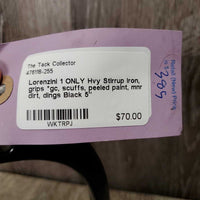 The Tack Collector
476118-255
Lorenzini 1 ONLY Hvy Stirrup Iron,
grips *gc, scuffs, peeled paint, mnr
dirt, dings Black 5"
$70.00
WKTRPJ